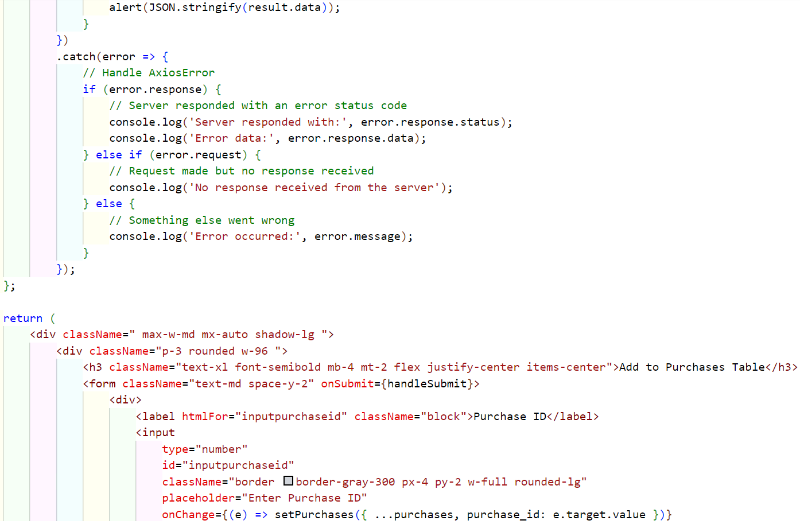 alert(JSON.stringify(result.data));
}
})
.catch(error => {
// Handle AxiosError
if (error.response) {
// Server responded with an error status code
console.log('Server responded with:', error.response.status);
console.log('Error data:', error.response.data);
} else if (error.request) {
// Request made but no response received
console.log('No response received from the server');
} else {
// Something else went wrong
console.log('Error occurred:', error.message);
}
});
};
return (
<div className=" max-w-md mx-auto shadow-lg ">
<div className="p-3 rounded w-96 ">
<h3 className="text-xl font-semibold mb-4 mt-2 flex justify-center items-center">Add to Purchases Table</h3>
<form className="text-md space-y-2" onSubmit={handleSubmit}>
<div>
<label htmlFor="inputpurchaseid" className="block">Purchase ID</label>
<input
type="number"
id="inputpurchaseid"
className="border border-gray-300 px-4 py-2 w-full rounded-lg"
placeholder="Enter Purchase ID"
onChange={(e) => setPurchases({ ...purchases, purchase_id: e.target.value })}